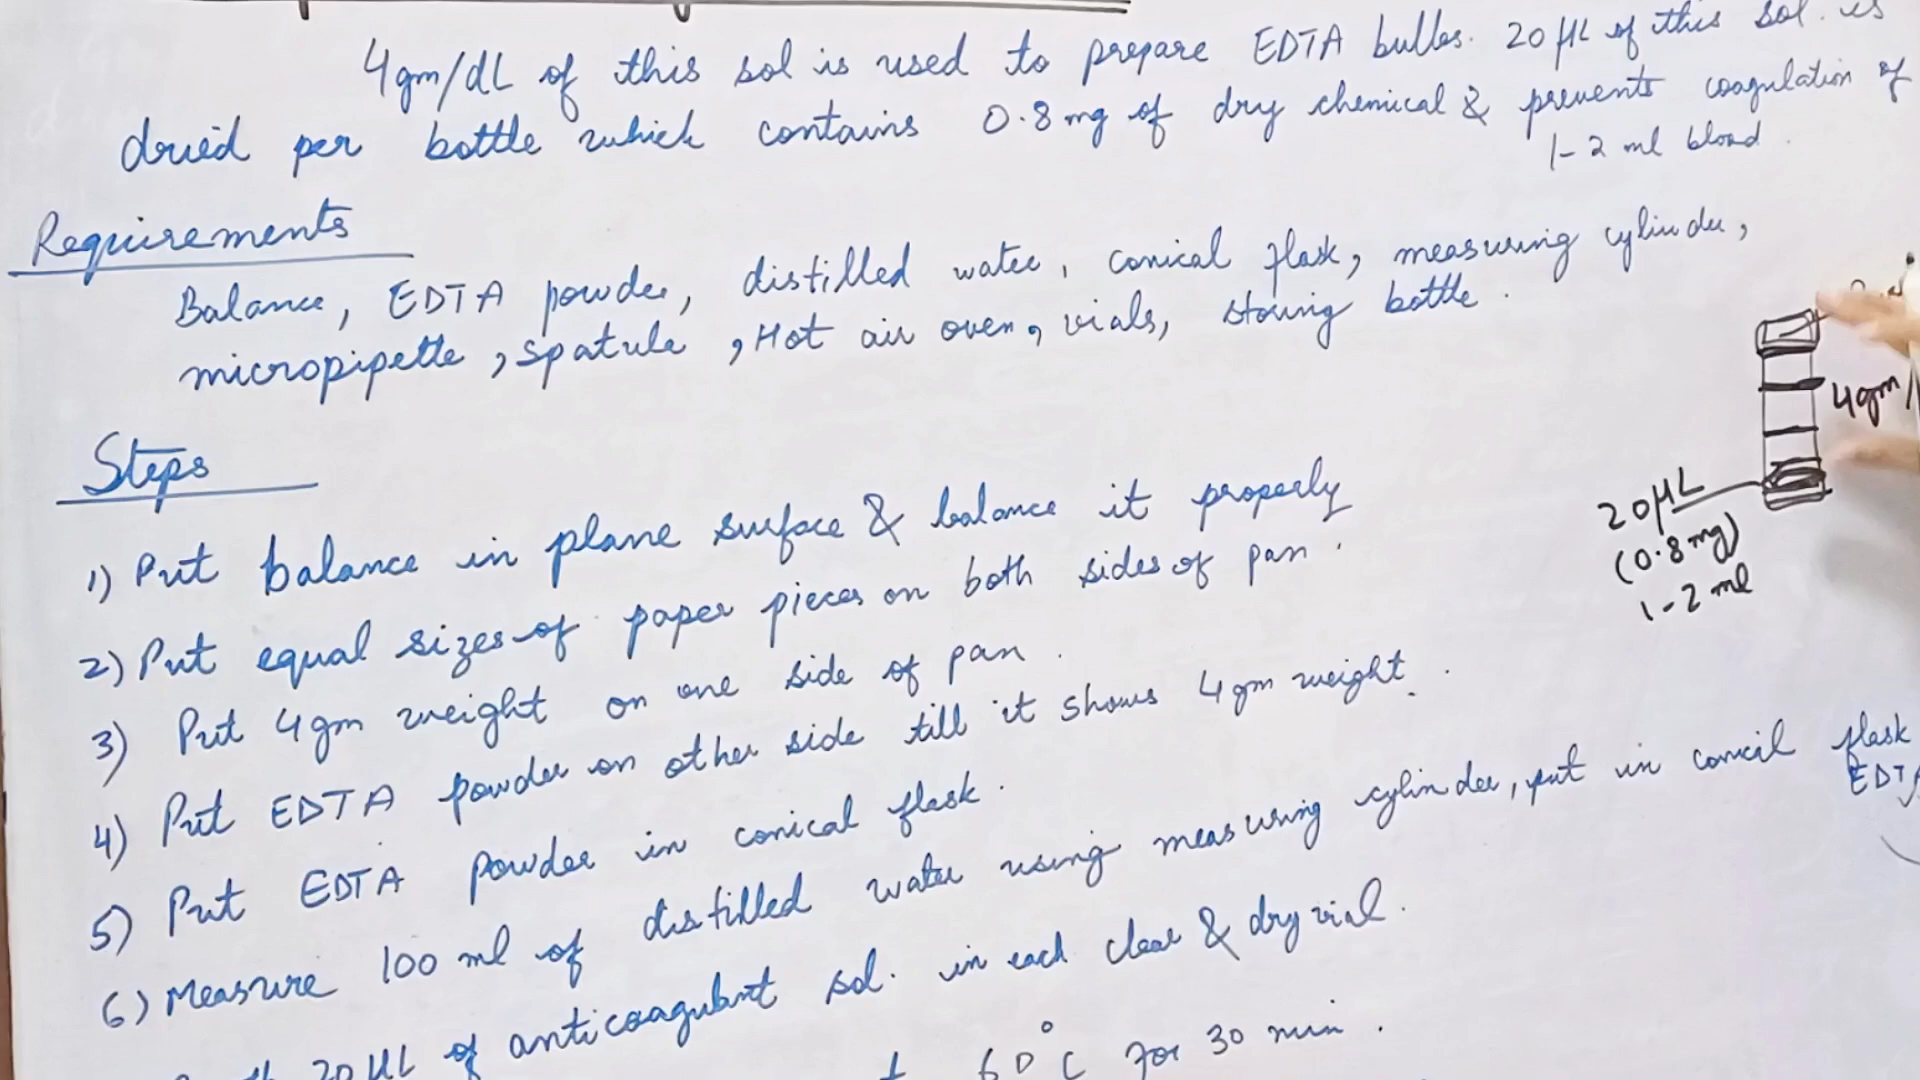 4gm/dL of this sol is used to prepare EDTA bulbs. 20 µL of this sol. is
dried per bottle which contains 0.8 mg of dry chemical & prevents coagulation of
1-2 ml blood.
Requirements
Balance, EDTA powder, distilled water, conical flask, measuring cylinder,
micropipette, spatula, Hot air oven, vials, storing bottle.
4gm/
20 µL
(0.8 mg)
1-2 ml
Steps
1) Put balance in plane surface & balance it properly
2) Put equal sizes of paper pieces on both sides of pan.
3) Put 4gm weight on one side of pan.
4) Put EDTA powder on other side till it shows 4gm weight.
5) Put EDTA powder in conical flask.
6) Measure 100 ml of distilled water using measuring cylinder, put in concil flask
EDTA
20 µL of anticoagulant sol. in each clear & dry vial.
60°C for 30 min.